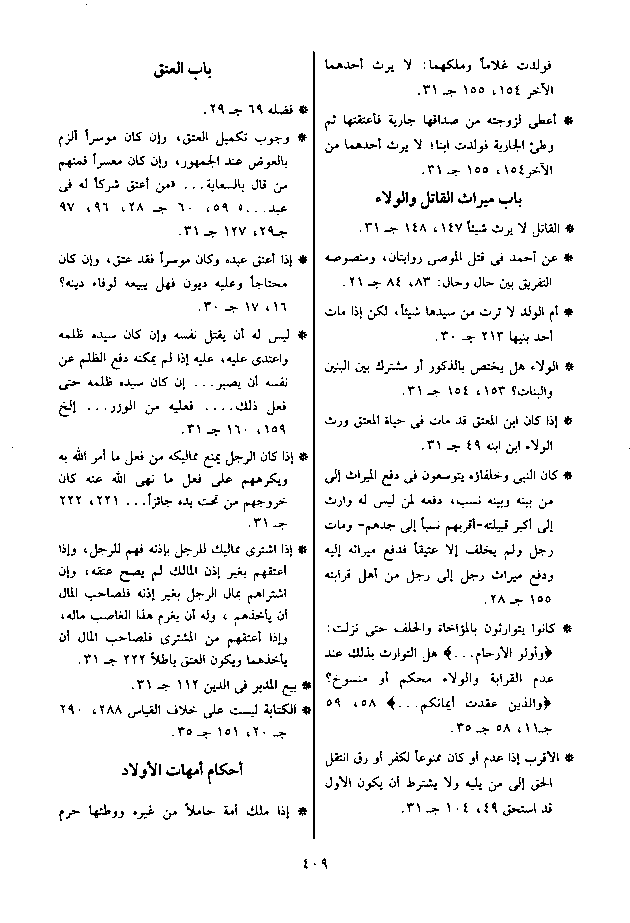 فولدت غلاماً وملكهما: لا يرث أحدهما
الآخر ١٥٤، ١٥٥ جـ ٣١.
* أعطى لزوجته من صداقها جارية فأعتقتها ثم
وطئ الجارية فولدت ابنا؛ لا يرث أحدهما من
الآخر١٥٤، ١٥٥ جـ ٣١.
باب ميراث القاتل والولاء
* القاتل لا يرث شيئاً ١٤٧، ١٤٨ جـ ٣١.
* عن أحمد فى قتل الموصى روايتان، ومنصوصه
التفريق بين حال وحال: ٨٣، ٨٤ جـ ٢١.
* أم الولد لا ترث من سيدها شيئاً، لكن إذا مات
أحد بنيها ٢١٣ جـ ٣٠.
* الولاء هل يختص بالذكور أو مشترك بين البنين
والبنات؟ ١٥٣، ١٥٤ جـ ٣١.
* إذا كان ابن المعتق قد مات فى حياة المعتق ورث
الولاء ابن ابنه ٤٩ جـ ٣١.
* كان النبى وخلفاؤه يتوسعون فى دفع الميراث إلى
من بينه وبينه نسب، دفعه لمن ليس له وارث
إلى أكبر قبيلته-أقربهم نسباً إلى جدهم- ومات
رجل ولم يخلف إلا عتيقاً فدفع ميراثه إليه
ودفع ميراث رجل إلى رجل من أهل قرابته
١٥٥ جـ ٢٨.
* كانوا يتوارثون بالمؤاخاة والحلف حتى نزلت:
﴿وأولو الأرحام...﴾ هل التوارث بذلك عند
عدم القرابة والولاء محكم أو منسوخ؟
﴿والذين عقدت أيمانكم...﴾ ٥٨، ٥٩
جـ١١، ٥٨ جـ ٣٥.
* الأقرب إذا عدم أو كان ممنوعاً لكفر أو رق انتقل
الحق إلى من يليه ولا يشترط أن يكون الأول
قد استحق ٤٩، ١٠٤ جـ ٣١.
باب العتق
* فضله ٦٩ جـ ٢٩.
* وجوب تكميل العتق، وإن كان موسراً ألزم
بالعوض عند الجمهور، وإن كان معسراً فمنهم
من قال بالسعاية... «من أعتق شركاً له فى
عبد...» ٥٩، ٦٠ جـ ٢٨، ٩٦، ٩٧
جـ٢٩، ١٢٧ جـ ٣١.
* إذا أعتق عبده وكان موسراً فقد عتق، وإن كان
محتاجاً وعليه ديون فهل يبيعه لوفاء دينه؟
١٦، ١٧ جـ ٣٠.
* ليس له أن يقتل نفسه وإن كان سيده ظلمه
واعتدى عليه، عليه إذا لم يمكنه دفع الظلم عن
نفسه أن يصبر... إن كان سيده ظلمه حتى
فعل ذلك.... فعليه من الوزر... إلخ
١٥٩، ١٦٠ جـ ٣١.
* إذا كان الرجل يمنع مماليكه من فعل ما أمر الله به
ويكرههم على فعل ما نهى الله عنه كان
خروجهم من تحت يده جائزاً... ٢٢١، ٢٢٢
جـ ٣١.
* إذا اشترى مماليك للرجل بإذنه فهم للرجل، وإذا
أعتقهم بغير إذن المالك لم يصح عتقه، وإن
اشتراهم بمال الرجل بغير إذنه فلصاحب المال
أن يأخذهم ، وله أن يغرم هذا الغاصب ماله،
وإذا أعتقهم من المشترى فلصاحب المال أن
يأخذهما ويكون العتق باطلاً ٢٢٢ جـ ٣١.
* بيع المدبر فى الدين ١١٢ جـ ٣١.
* الكتابة ليست على خلاف القياس ٢٨٨، ٢٩٠
جـ ٢٠، ١٥١ جـ ٣٥.
أحكام أمهات الأولاد
* إذا ملك أمة حاملاً من غيره ووطئها حرم
٤٠٩